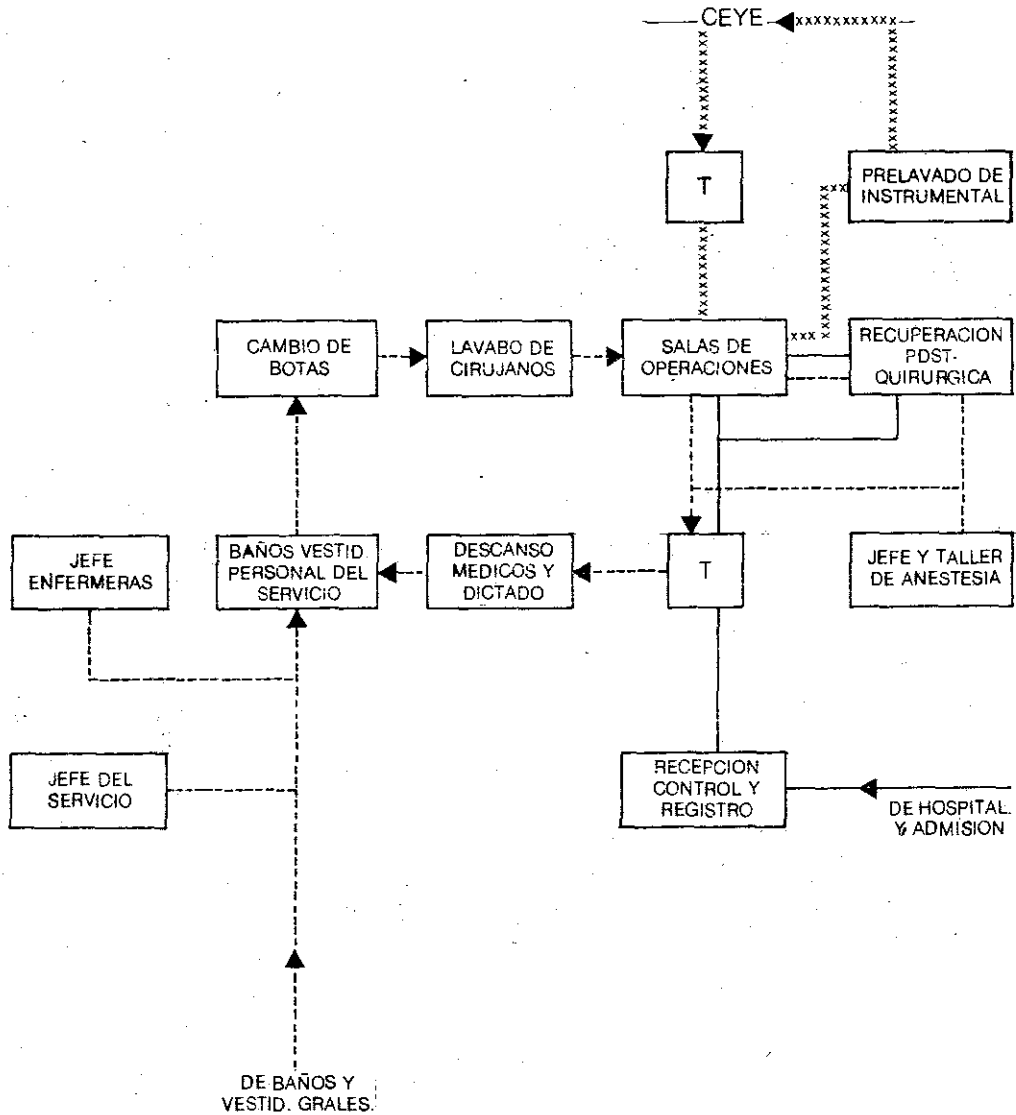 CEYE
T
PRELAVADO DE
INSTRUMENTAL
CAMBIO DE
BOTAS
LAVABO DE
CIRUJANOS
SALAS DE
OPERACIONES
RECUPERACION
PDST-
QUIRURGICA
JEFE
ENFERMERAS
BAÑOS VESTID.
PERSONAL DEL
SERVICIO
DESCANSO
MEDICOS Y
DICTADO
T
JEFE Y TALLER
DE ANESTESIA
JEFE DEL
SERVICIO
RECEPCION
CONTROL Y
REGISTRO
DE HOSPITAL.
Y ADMISION
DE BAÑOS Y
VESTID. GRALES.